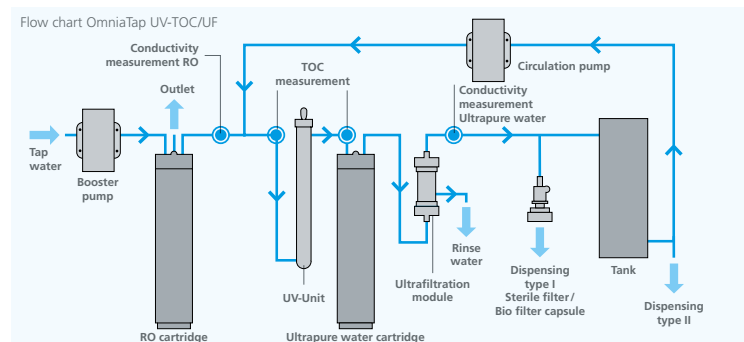 Flow chart OmniaTap UV-TOC/UF
Conductivity
measurement RO
TOC
measurement
Circulation pump
Conductivity
measurement
Ultrapure water
Outlet
Tap
water
Booster
pump
Rinse
water
UV-Unit
Ultrafiltration
module
Dispensing
type I
Sterile filter/
Bio filter capsule
Tank
Dispensing
type II
RO cartridge
Ultrapure water cartridge